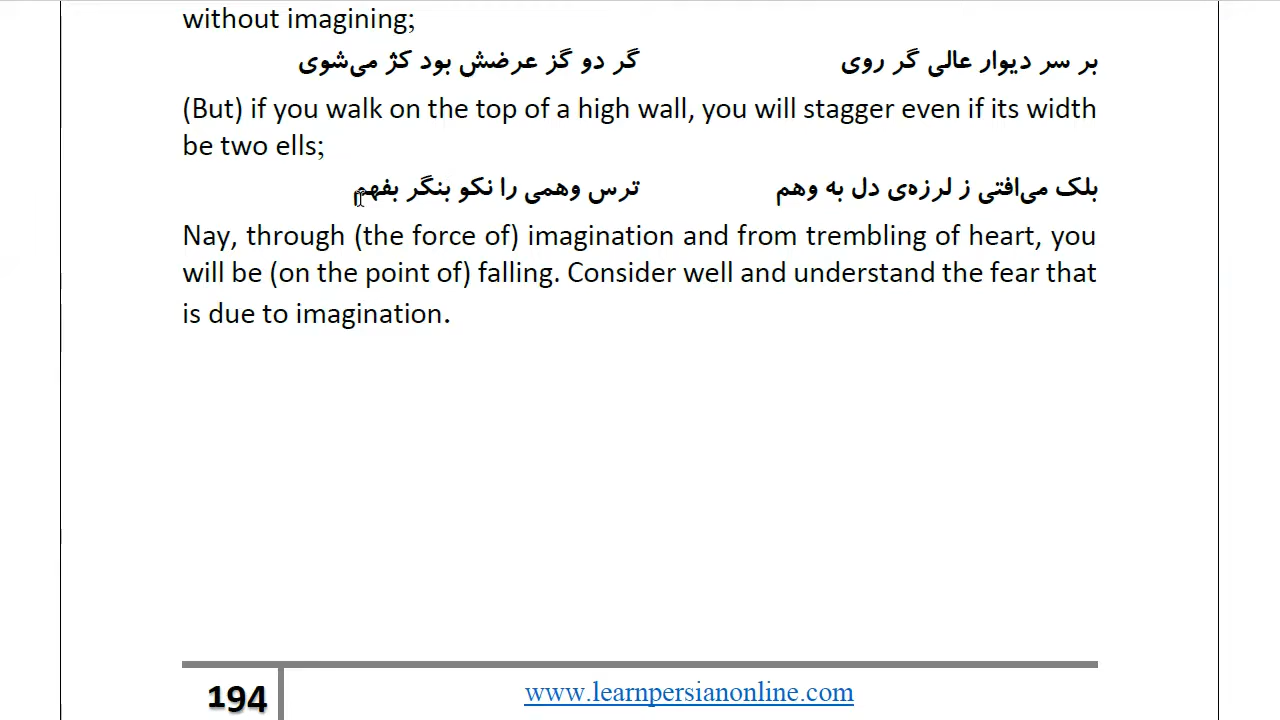 without imagining;
بر سر دیوار عالی گر روی گر دو گز عرضش بود کژ می‌شوی
(But) if you walk on the top of a high wall, you will stagger even if its width
be two ells;
بلک می‌افتی ز لرزه‌ی دل به وهم ترس وهمی را نکو بنگر بفهم
Nay, through (the force of) imagination and from trembling of heart, you
will be (on the point of) falling. Consider well and understand the fear that
is due to imagination.
194 www.learnpersianonline.com